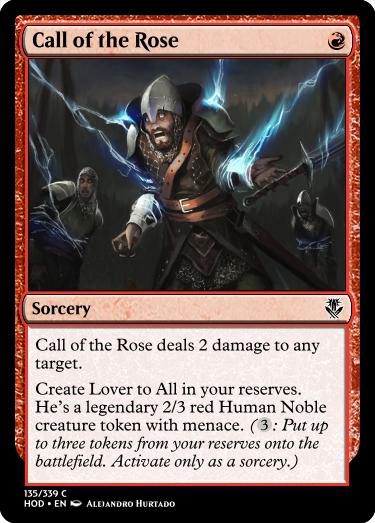 Call of the Rose
Sorcery
Call of the Rose deals 2 damage to any
target.
Create Lover to All in your reserves.
He's a legendary 2/3 red Human Noble
creature token with menace. (3: Put up
to three tokens from your reserves onto the
battlefield. Activate only as a sorcery.)
135/339 C
HOD • EN Alejandro Hurtado